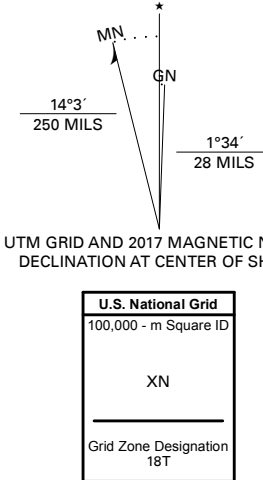 ★
MN
GN
14°3´
250 MILS
1°34´
28 MILS
UTM GRID AND 2017 MAGNETIC N
DECLINATION AT CENTER OF SH
U.S. National Grid
100,000 - m Square ID
XN
Grid Zone Designation
18T